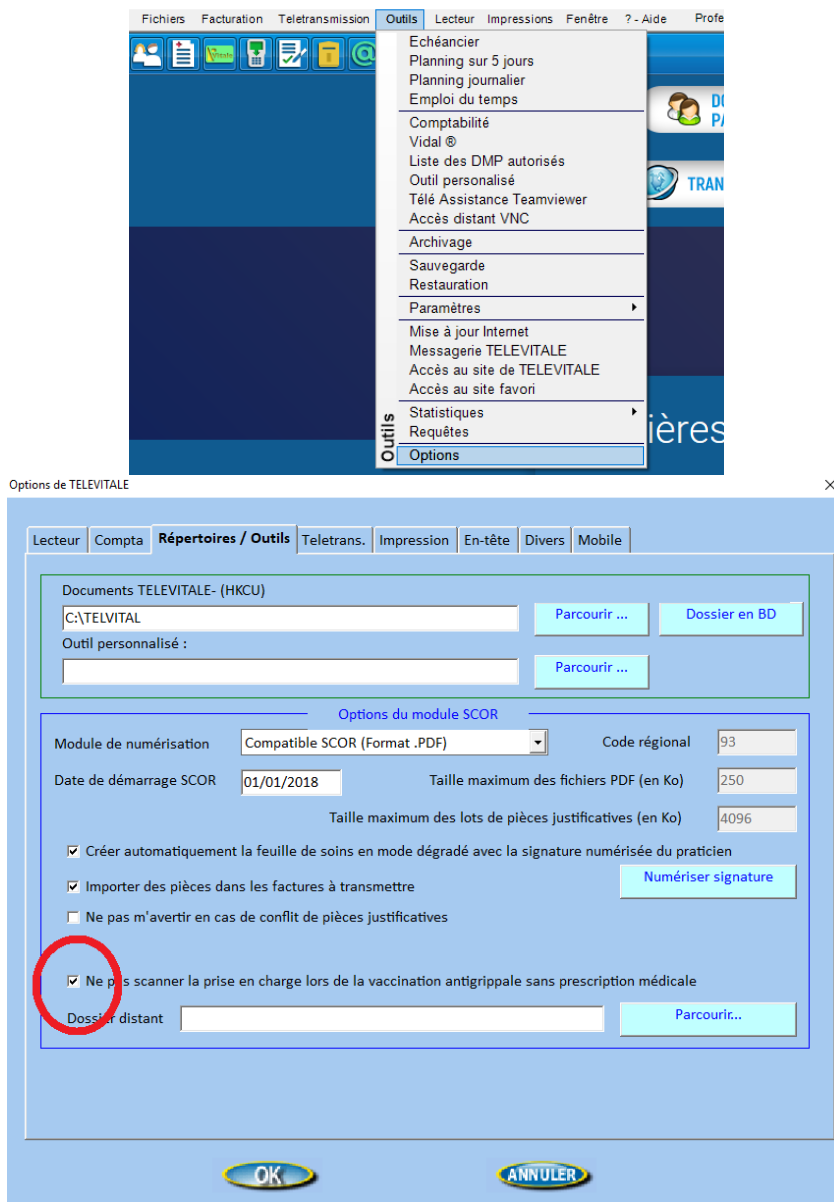 Fichiers Facturation Teletransmission Outils Lecteur Impressions Fenêtre ? - Aide
Echéancier
Planning sur 5 jours
Planning journalier
Emploi du temps
Comptabilité
Vidal ®
Liste des DMP autorisés
Outil personalisé
Télé Assistance Teamviewer
Accès distant VNC
Archivage
Sauvegarde
Restauration
Paramètres
Mise à jour Internet
Messagerie TELEVITALE
Accès au site de TELEVITALE
Accès au site favori
Statistiques
Requêtes
Options
Outils
TRAN
ières
Options de TELEVITALE
Lecteur Compta Répertoires / Outils Teletrans. Impression En-tête Divers Mobile
Documents TELEVITALE- (HKCU)
C:\TELVITAL Parcourir ... Dossier en BD
Outil personnalisé :
Parcourir ...
Options du module SCOR
Module de numérisation Compatible SCOR (Format .PDF) Code régional 93
Date de démarrage SCOR 01/01/2018 Taille maximum des fichiers PDF (en Ko) 250
Taille maximum des lots de pièces justificatives (en Ko) 4096
Créer automatiquement la feuille de soins en mode dégradé avec la signature numérisée du praticien
Importer des pièces dans les factures à transmettre Numériser signature
Ne pas m'avertir en cas de conflit de pièces justificatives
Ne pas scanner la prise en charge lors de la vaccination antigrippale sans prescription médicale
Dossier distant Parcourir...
OK ANNULER